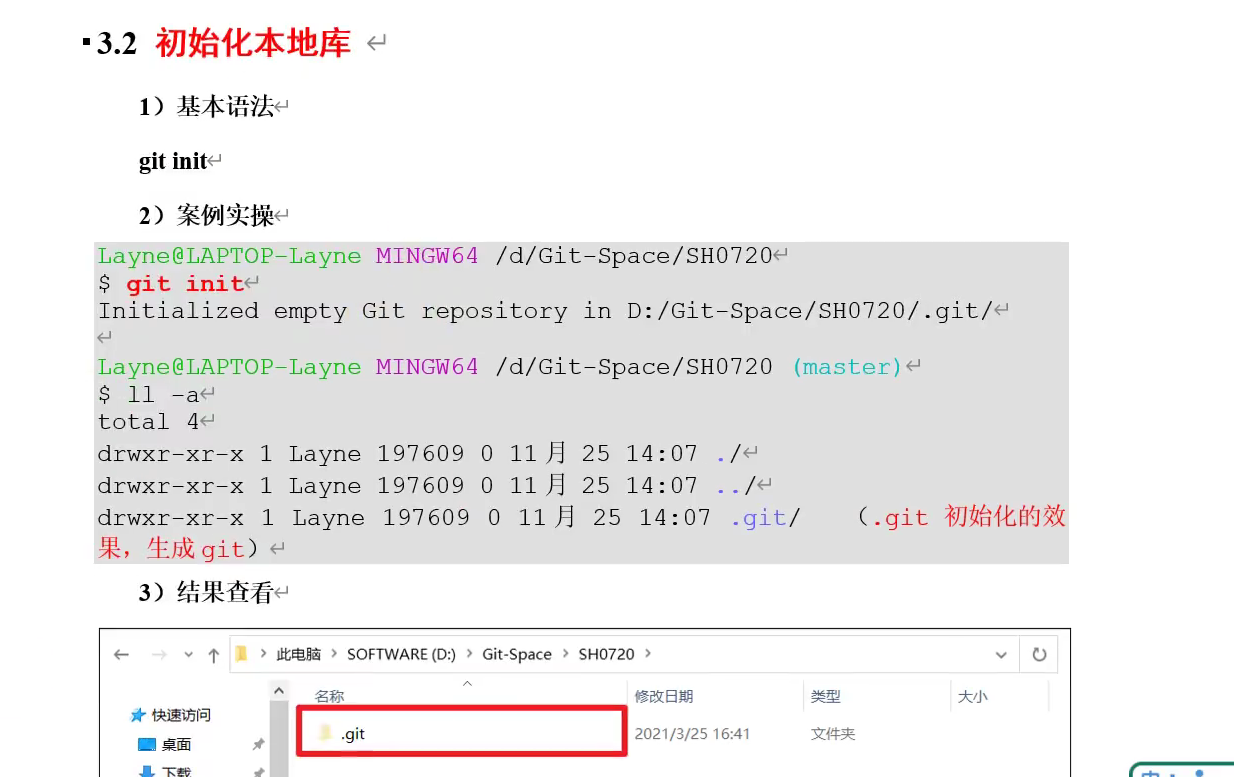 3.2 初始化本地库
1）基本语法
git init
2）案例实操
Layne@LAPTOP-Layne MINGW64 /d/Git-Space/SH0720
$ git init
Initialized empty Git repository in D:/Git-Space/SH0720/.git/
Layne@LAPTOP-Layne MINGW64 /d/Git-Space/SH0720 (master)
$ ll -a
total 4
drwxr-xr-x 1 Layne 197609 0 11月 25 14:07 ./
drwxr-xr-x 1 Layne 197609 0 11月 25 14:07 ../
drwxr-xr-x 1 Layne 197609 0 11月 25 14:07 .git/ （.git 初始化的效
果，生成git）
3）结果查看
此电脑 > SOFTWARE (D:) > Git-Space > SH0720 >
名称 修改日期 类型 大小
快速访问
.git 2021/3/25 16:41 文件夹
桌面
下载